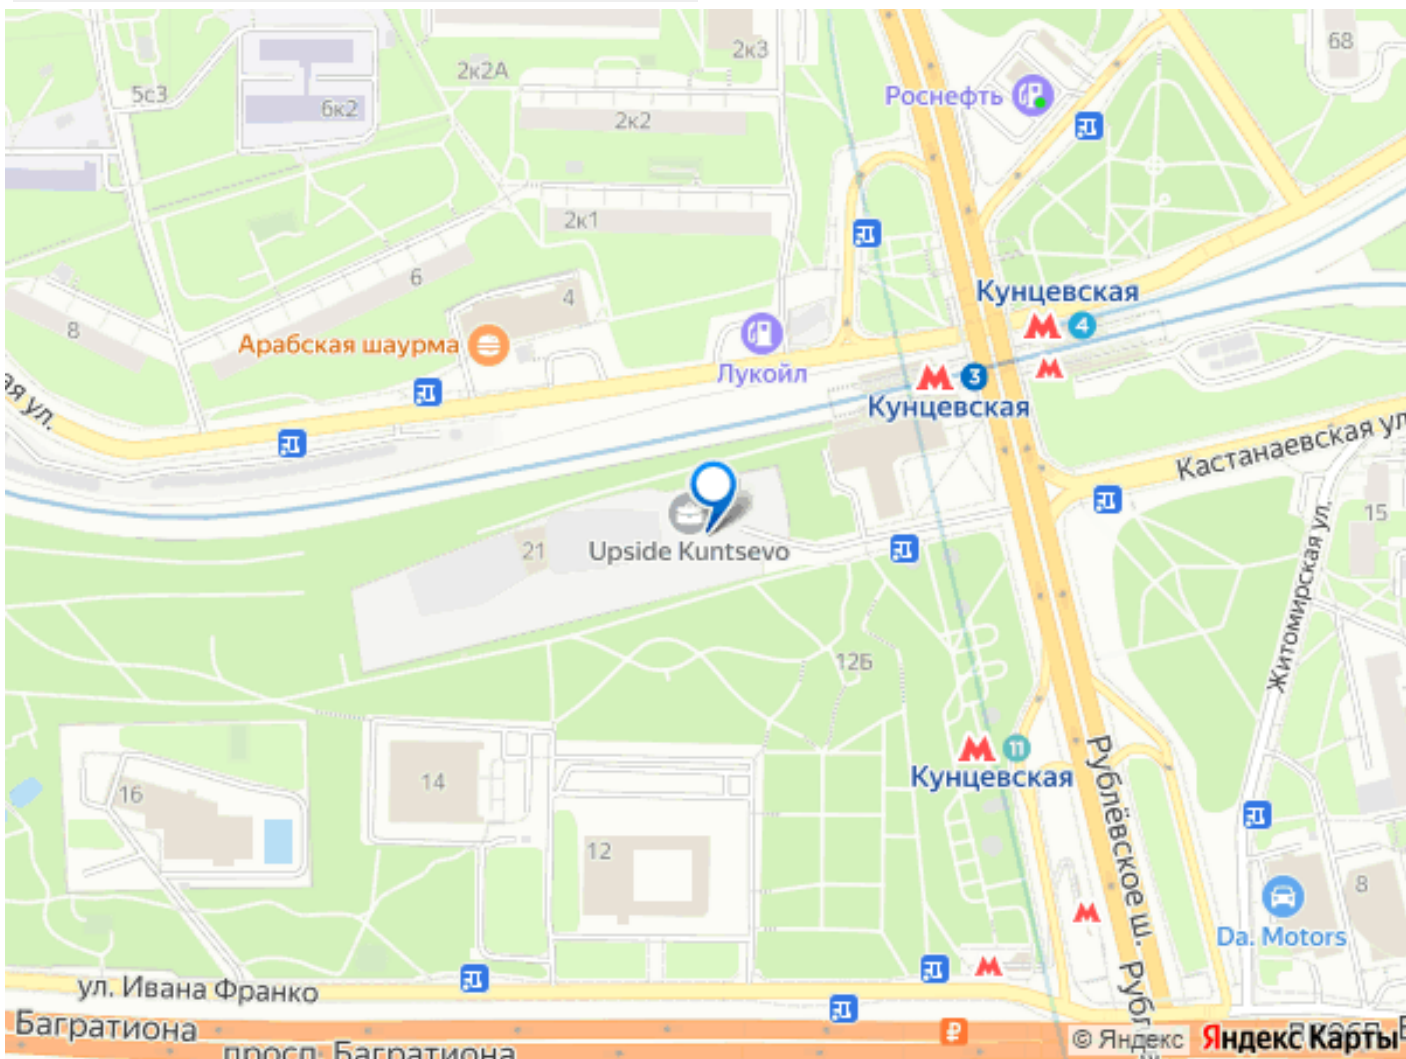 68
2к3
2к2А
5с3
Роснефть
6к2
2к2
2к1
6
Кунцевская
4
4
8
Арабская шаурма
Лукойл
3
Кунцевская
ая ул.
Кастанаевская ул
15
21
Upside Kuntsevo
Житомирская ул.
12Б
11
Кунцевская
14
16
Рублёвское ш.
12
8
Da. Motors
ул. Ивана Франко
Багратиона
просп. Багратиона
© Яндекс Яндекс Карты